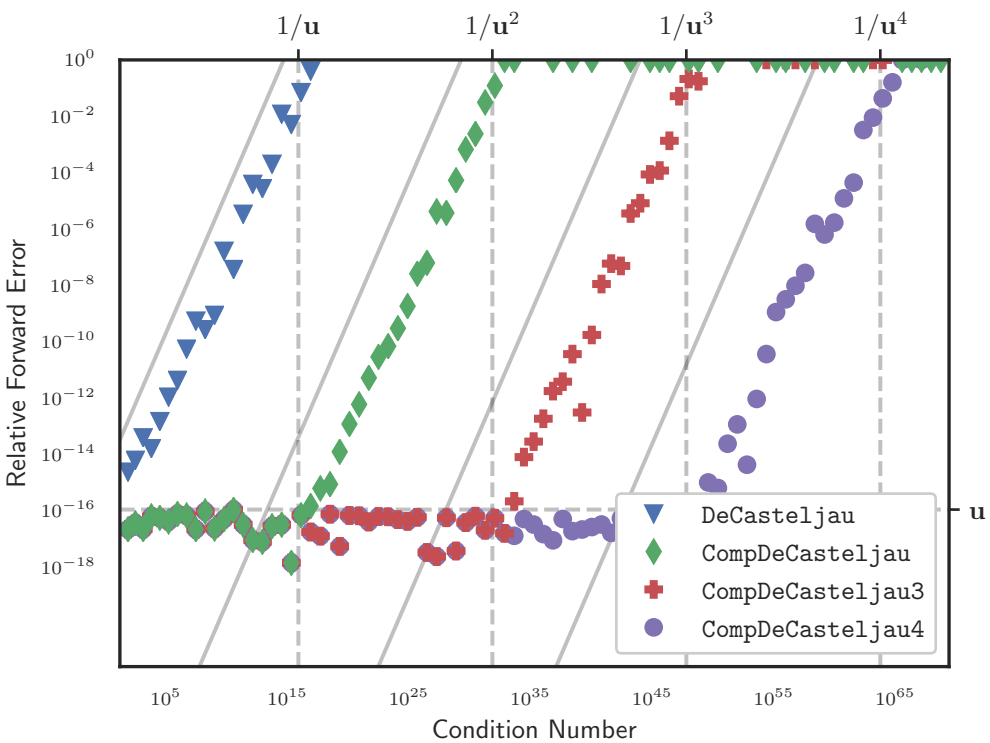 1/u 1/u² 1/u³ 1/u⁴
10⁰
10⁻²
10⁻⁴
10⁻⁶
10⁻⁸
10⁻¹⁰
10⁻¹²
10⁻¹⁴
10⁻¹⁶
10⁻¹⁸
Relative Forward Error
u
DeCasteljau
CompDeCasteljau
CompDeCasteljau3
CompDeCasteljau4
10⁵ 10¹⁵ 10²⁵ 10³⁵ 10⁴⁵ 10⁵⁵ 10⁶⁵
Condition Number